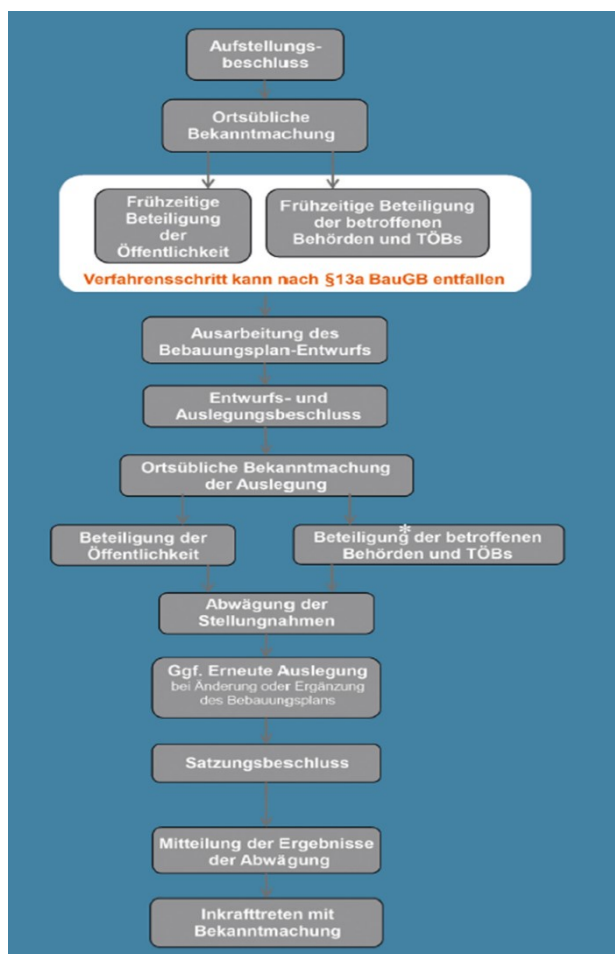 Aufstellungs-
beschluss
Ortsübliche
Bekanntmachung
Frühzeitige
Beteiligung
der
Öffentlichkeit
Frühzeitige Beteiligung
der betroffenen
Behörden und TÖBs
Verfahrensschritt kann nach §13a BauGB entfallen
Ausarbeitung des
Bebauungsplan-Entwurfs
Entwurfs- und
Auslegungsbeschluss
Ortsübliche Bekanntmachung
der Auslegung
Beteiligung der
Öffentlichkeit
Beteiligung* der betroffenen
Behörden und TÖBs
Abwägung der
Stellungnahmen
Ggf. Erneute Auslegung
bei Änderung oder Ergänzung
des Bebauungsplans
Satzungsbeschluss
Mitteilung der Ergebnisse
der Abwägung
Inkrafttreten mit
Bekanntmachung